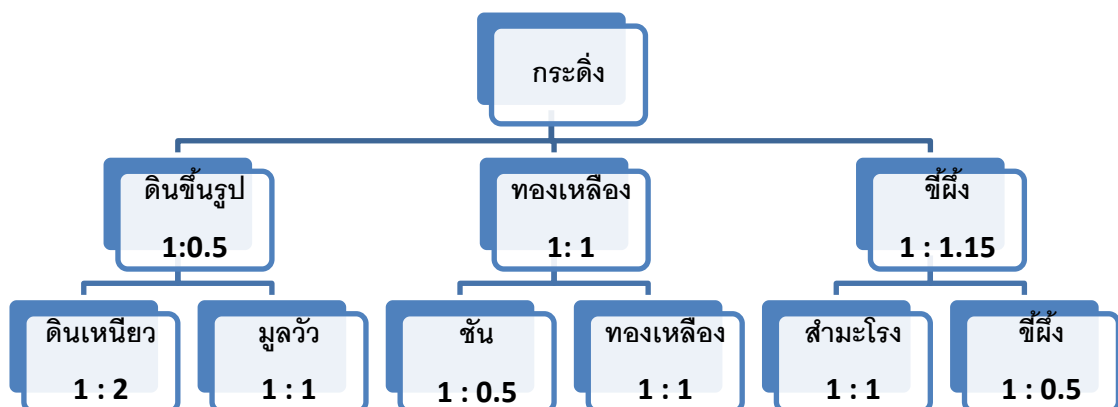 กระดิ่ง
ดินขึ้นรูป
1:0.5
ทองเหลือง
1: 1
ขี้ผึ้ง
1 : 1.15
ดินเหนียว
1 : 2
มูลวัว
1 : 1
ชัน
1 : 0.5
ทองเหลือง
1 : 1
สำมะโรง
1 : 1
ขี้ผึ้ง
1 : 0.5